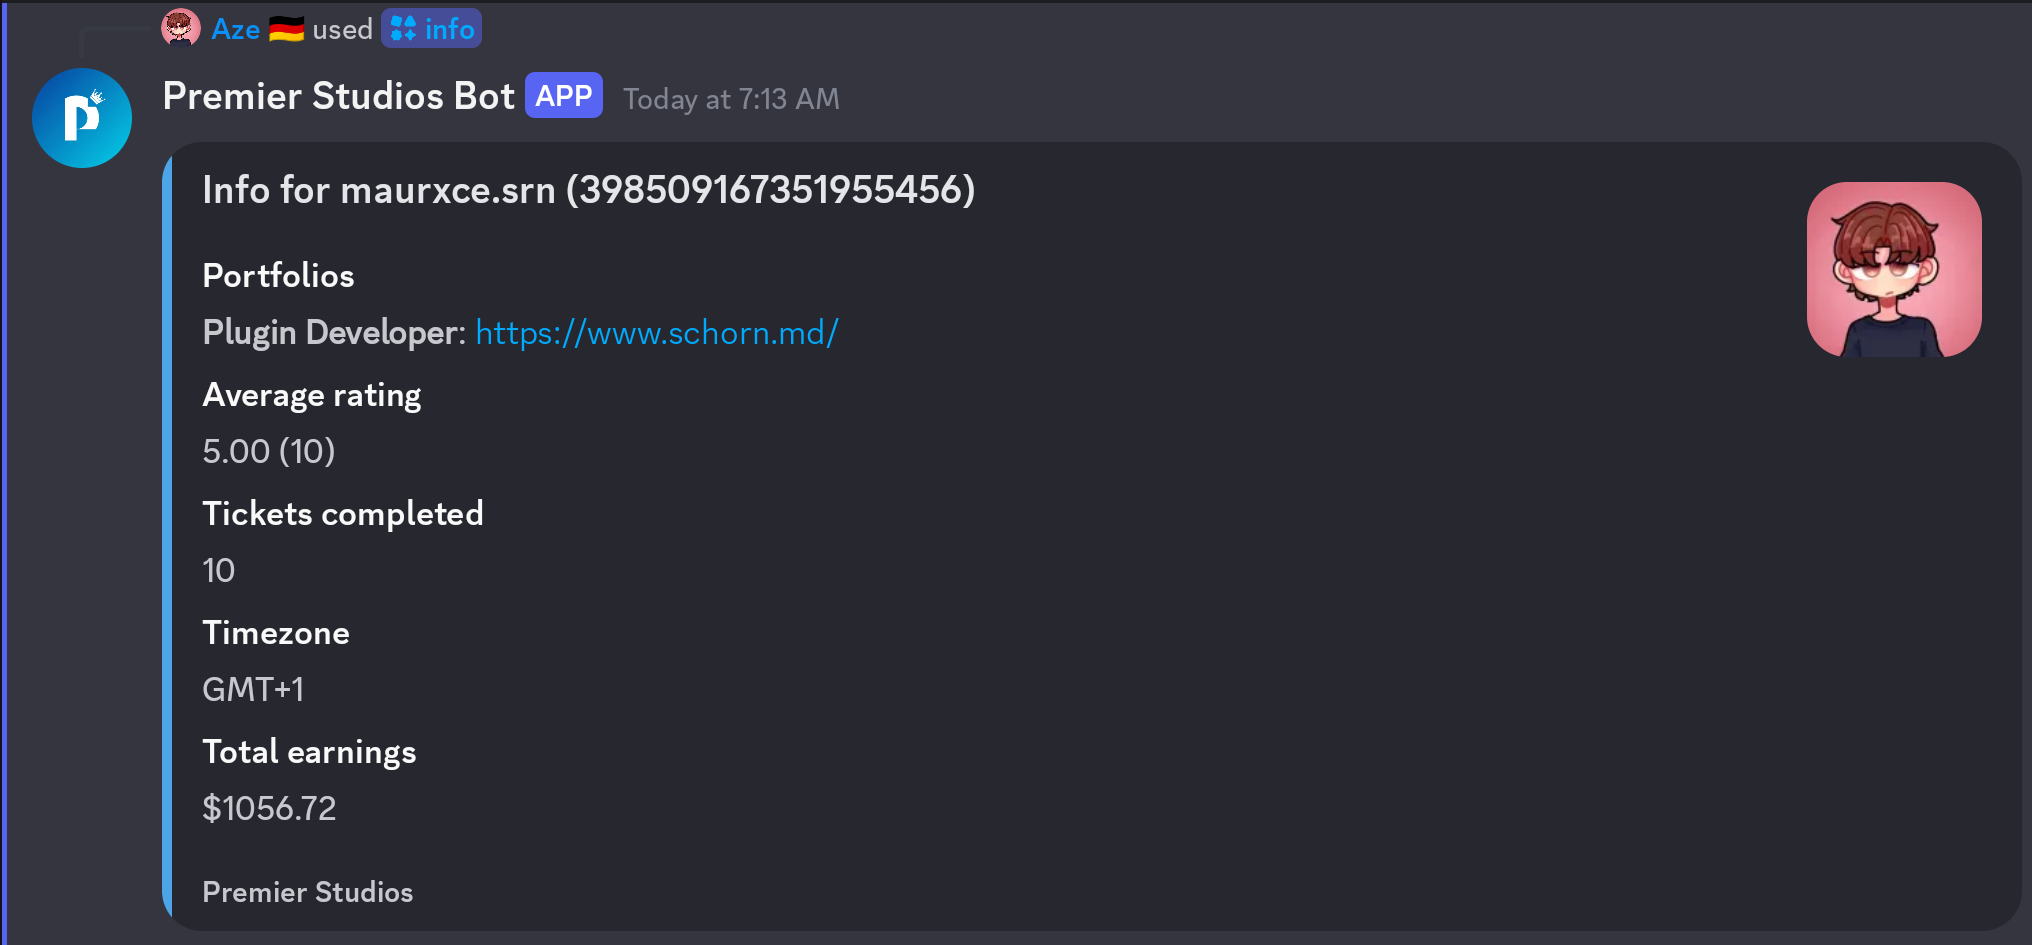 Aze 🇩🇪 used info
Premier Studios Bot APP Today at 7:13 AM
Info for maurxce.srn (398509167351955456)
Portfolios
Plugin Developer: https://www.schorn.md/
Average rating
5.00 (10)
Tickets completed
10
Timezone
GMT+1
Total earnings
$1056.72
Premier Studios